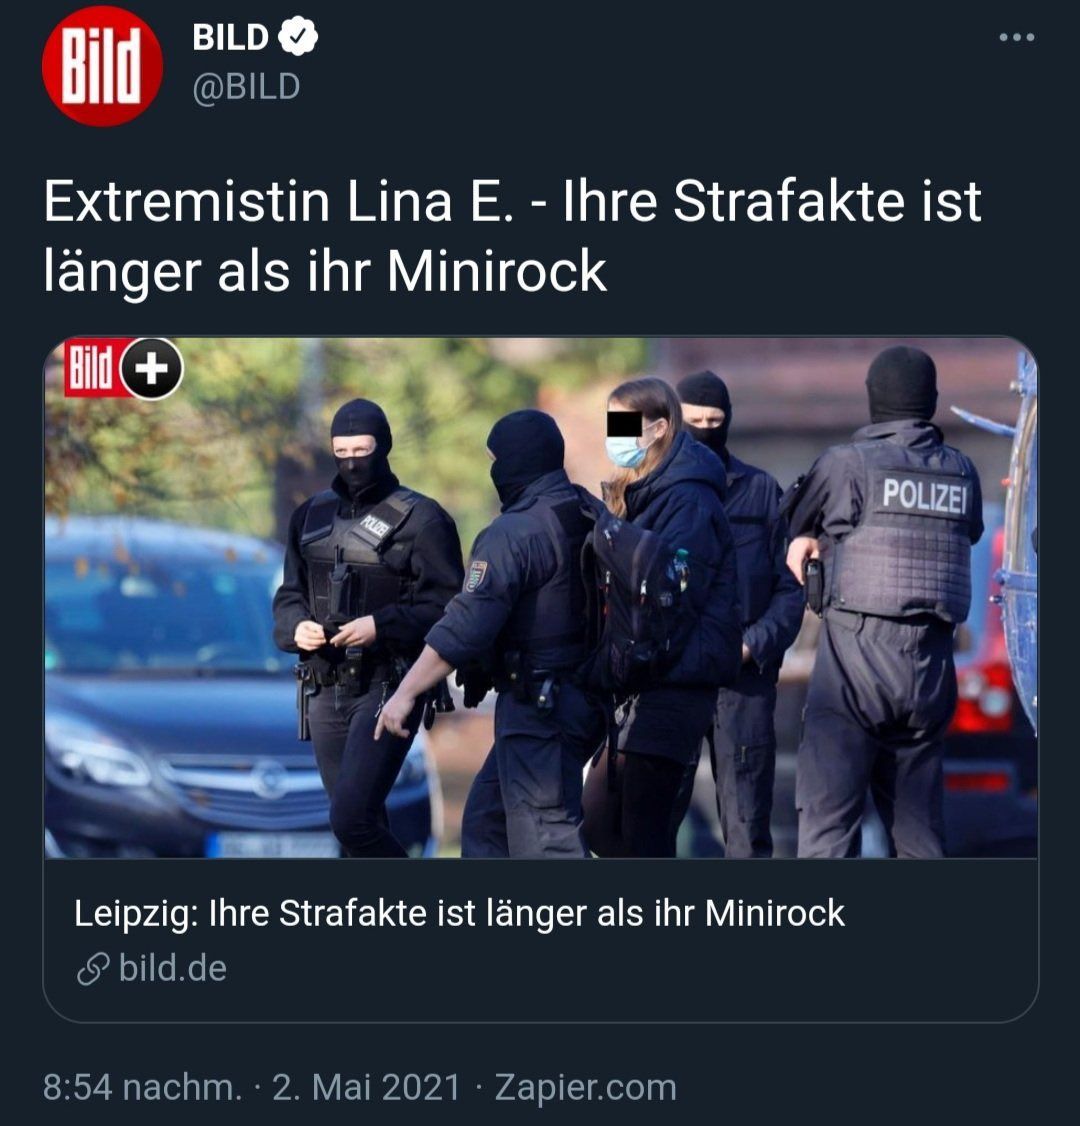 Bild
BILD
@BILD
Extremistin Lina E. - Ihre Strafakte ist
länger als ihr Minirock
Bild +
POLIZEI
POLIZEI
Leipzig: Ihre Strafakte ist länger als ihr Minirock
bild.de
8:54 nachm. · 2. Mai 2021 · Zapier.com